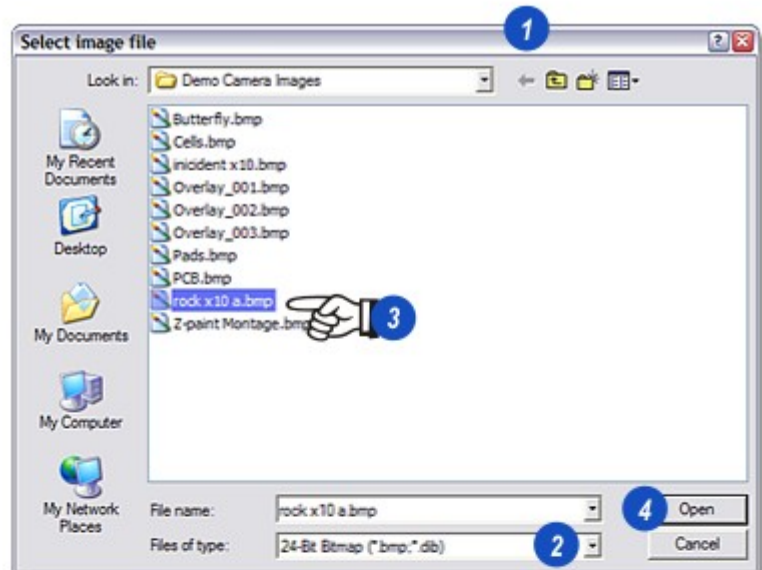 1
Select image file
Look in: Demo Camera Images
Butterfly.bmp
Cells.bmp
inicident x10.bmp
Overlay_001.bmp
Overlay_002.bmp
Overlay_003.bmp
Pads.bmp
PCB.bmp
rock x10 a.bmp
3
Z-paint Montage.bmp
My Recent
Documents
Desktop
My Documents
My Computer
My Network
Places
File name: rock x10 a.bmp 4 Open
Files of type: 24-Bit Bitmap (*.bmp;*.dib) 2 Cancel